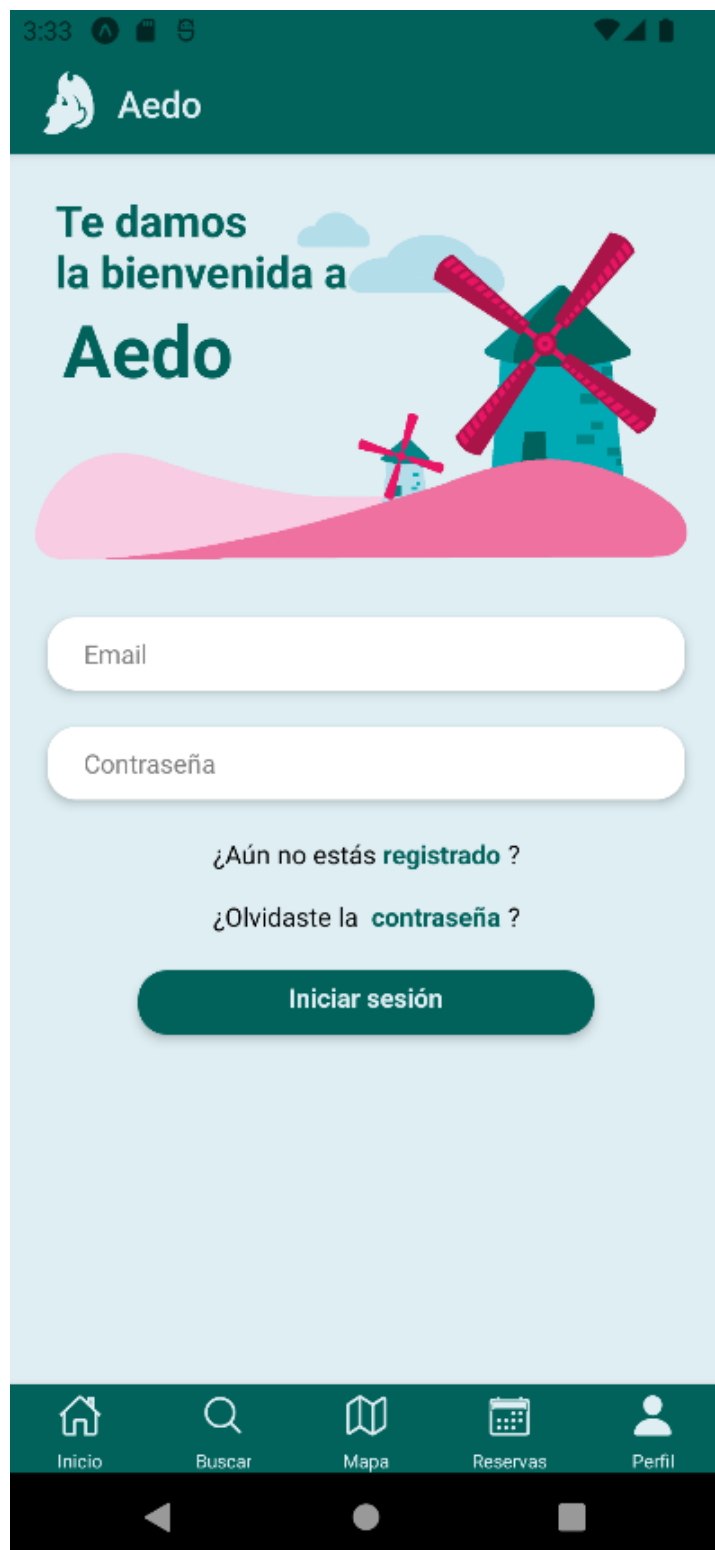 3:33
Aedo
Te damos
la bienvenida a
Aedo
Email
Contraseña
¿Aún no estás registrado ?
¿Olvidaste la contraseña ?
Iniciar sesión
Inicio
Buscar
Mapa
Reservas
Perfil